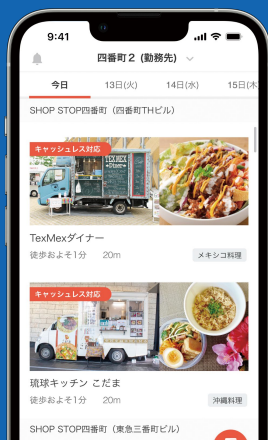 9:41
四番町２ (勤務先)
今日 13日(火) 14日(水) 15日(木
SHOP STOP四番町（四番町THビル）
キャッシュレス対応
TEXMEX
TexMexダイナー
徒歩およそ1分 20m メキシコ料理
キャッシュレス対応
琉球キッチン こだま
徒歩およそ1分 20m 沖縄料理
SHOP STOP四番町（東急三番町ビル）